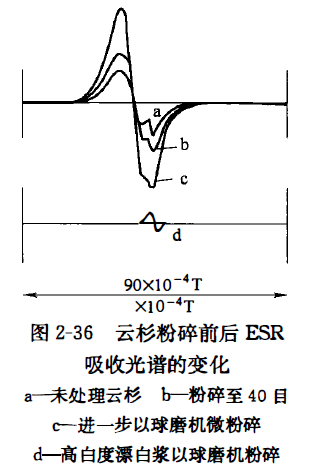 a
b
c
d
90×10⁻⁴T
×10⁻⁴T
图 2-36 云杉粉碎前后 ESR
吸收光谱的变化
a—未处理云杉 b—粉碎至 40 目
c—进一步以球磨机微粉碎
d—高白度漂白浆以球磨机粉碎